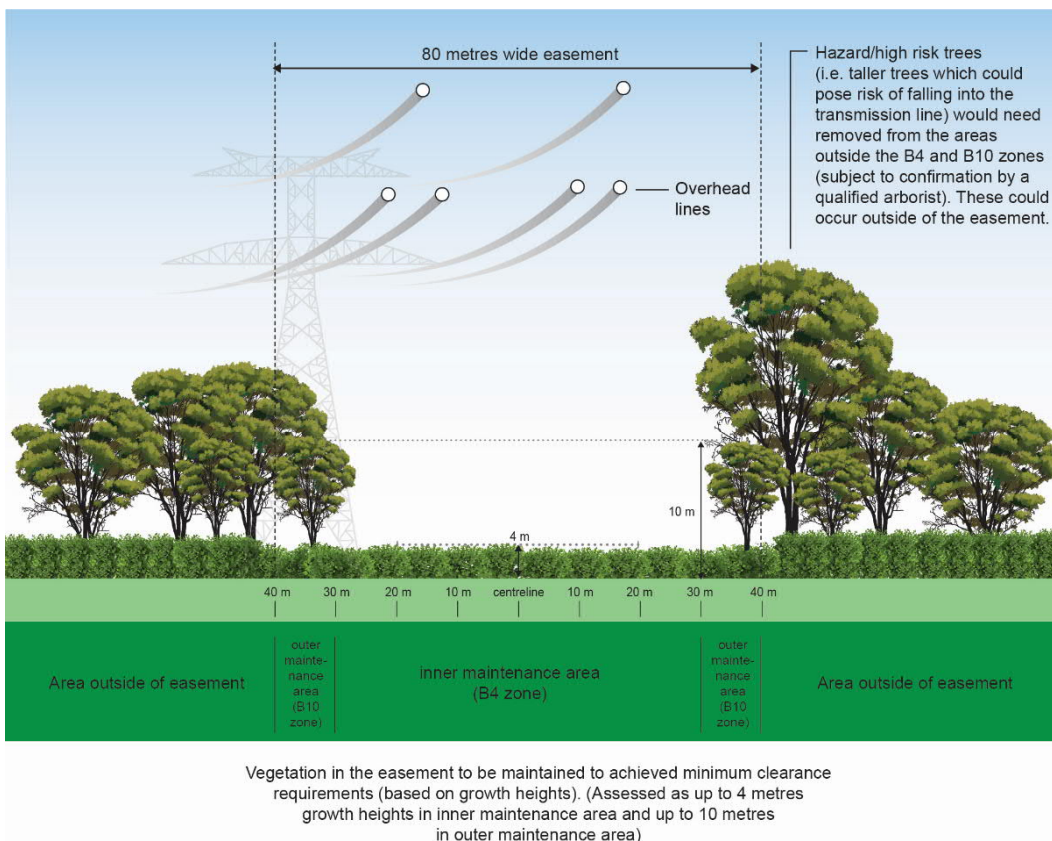 80 metres wide easement
Hazard/high risk trees
(i.e. taller trees which could
pose risk of falling into the
transmission line) would need
removed from the areas
outside the B4 and B10 zones
(subject to confirmation by a
qualified arborist). These could
occur outside of the easement.
Overhead
lines
10 m
4 m
40 m 30 m 20 m 10 m centreline 10 m 20 m 30 m 40 m
Area outside of easement
outer
mainte-
nance
area
(B10
zone)
inner maintenance area
(B4 zone)
outer
mainte-
nance
area
(B10
zone)
Area outside of easement
Vegetation in the easement to be maintained to achieved minimum clearance
requirements (based on growth heights). (Assessed as up to 4 metres
growth heights in inner maintenance area and up to 10 metres
in outer maintenance area)